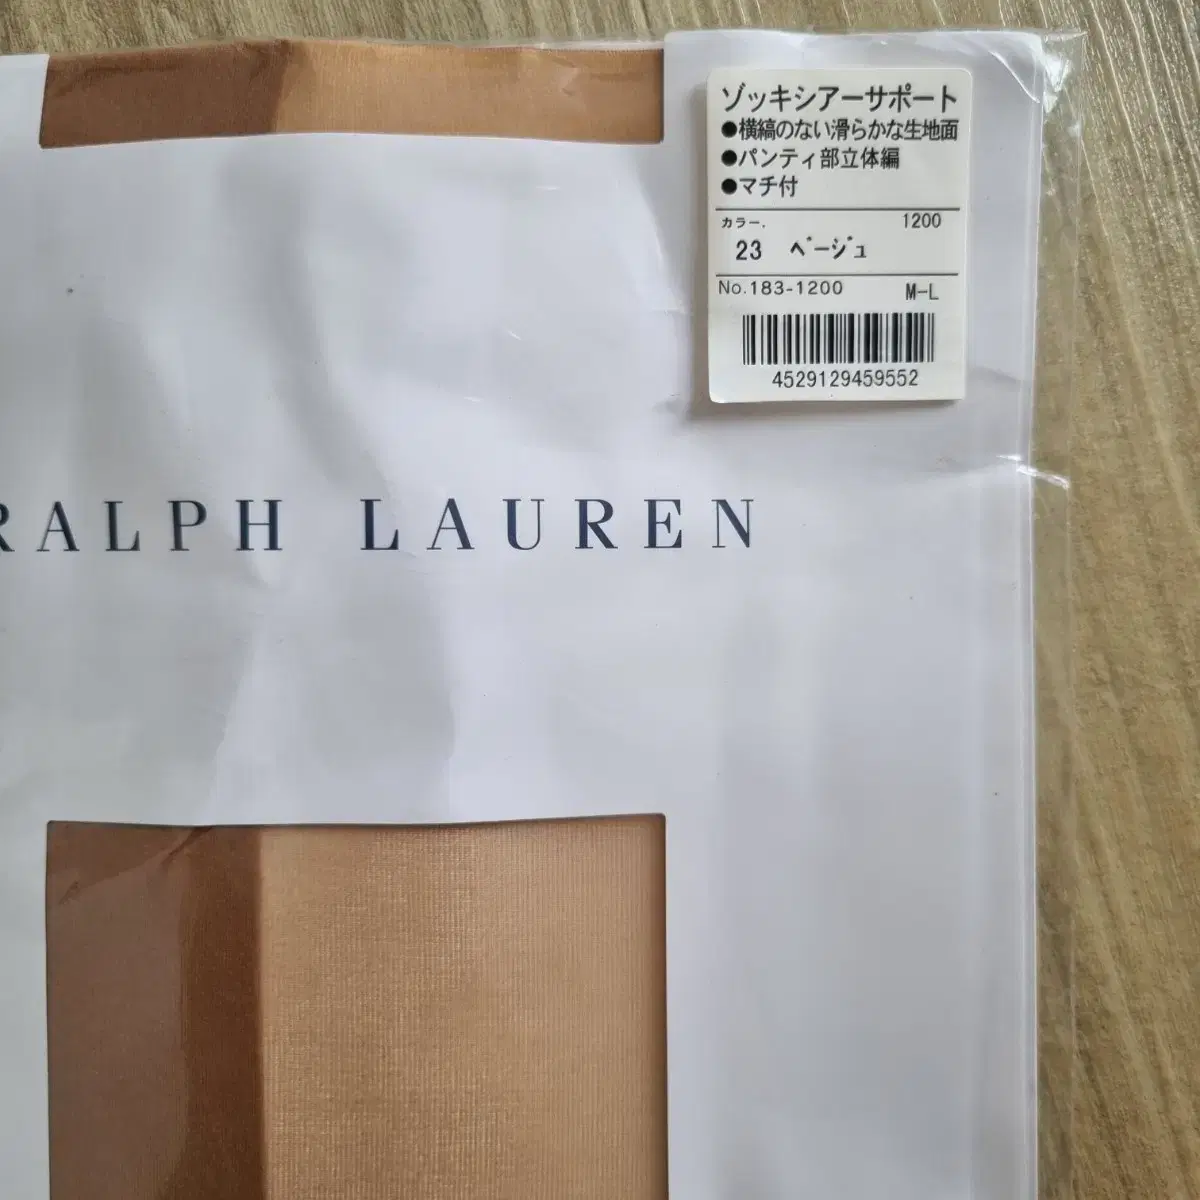 ゾッキシアーサポート
●横縞のない滑らかな生地面
●パンティ部立体編
●マチ付
カラー. 1200
23 ベージュ
No.183-1200 M-L
4529129459552
RALPH LAUREN